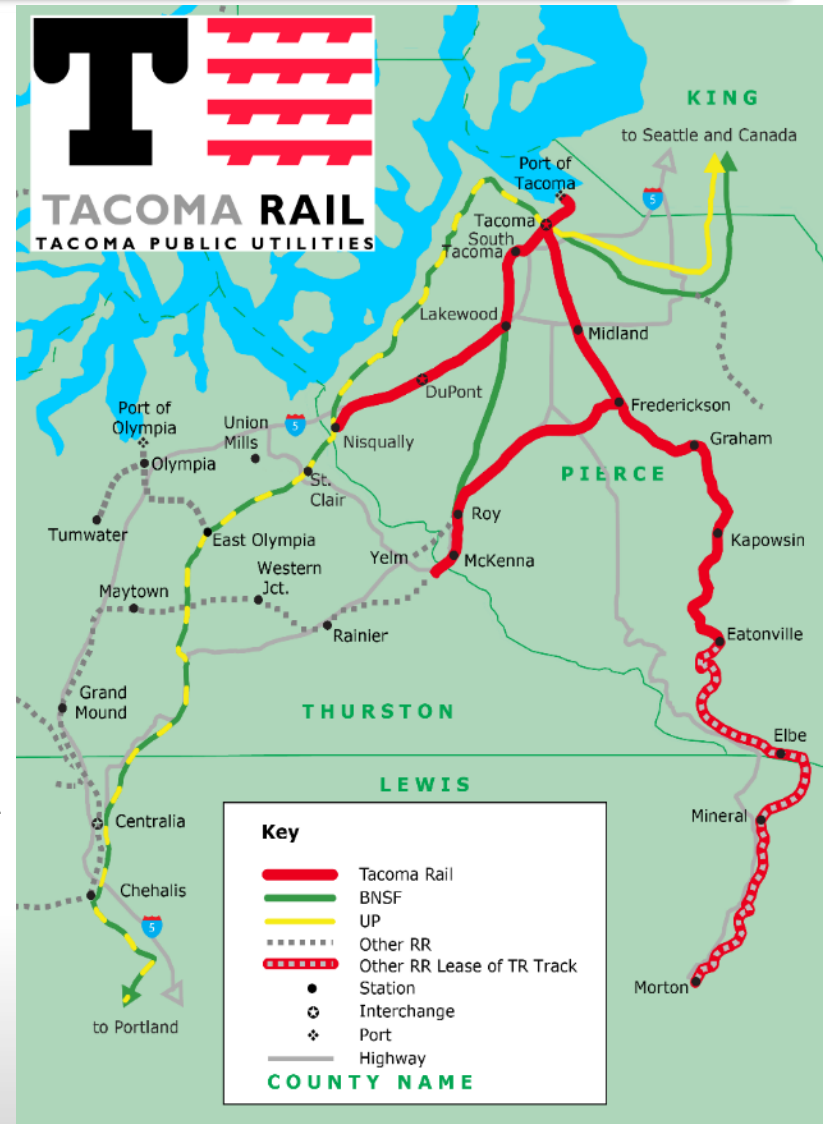 T
TACOMA RAIL
TACOMA PUBLIC UTILITIES
KING
to Seattle and Canada
Port of
Tacoma
5
Tacoma
South
Tacoma
Lakewood
Midland
DuPont
Frederickson
Port of
Olympia
Union
Mills
5
Nisqually
Graham
Olympia
St.
Clair
PIERCE
Roy
Tumwater
East Olympia
Kapowsin
Yelm
McKenna
Western
Jct.
Maytown
Rainier
Eatonville
Grand
Mound
THURSTON
Elbe
LEWIS
Mineral
Centralia
Chehalis
5
to Portland
Morton
Key
Tacoma Rail
BNSF
UP
Other RR
Other RR Lease of TR Track
Station
Interchange
Port
Highway
COUNTY NAME